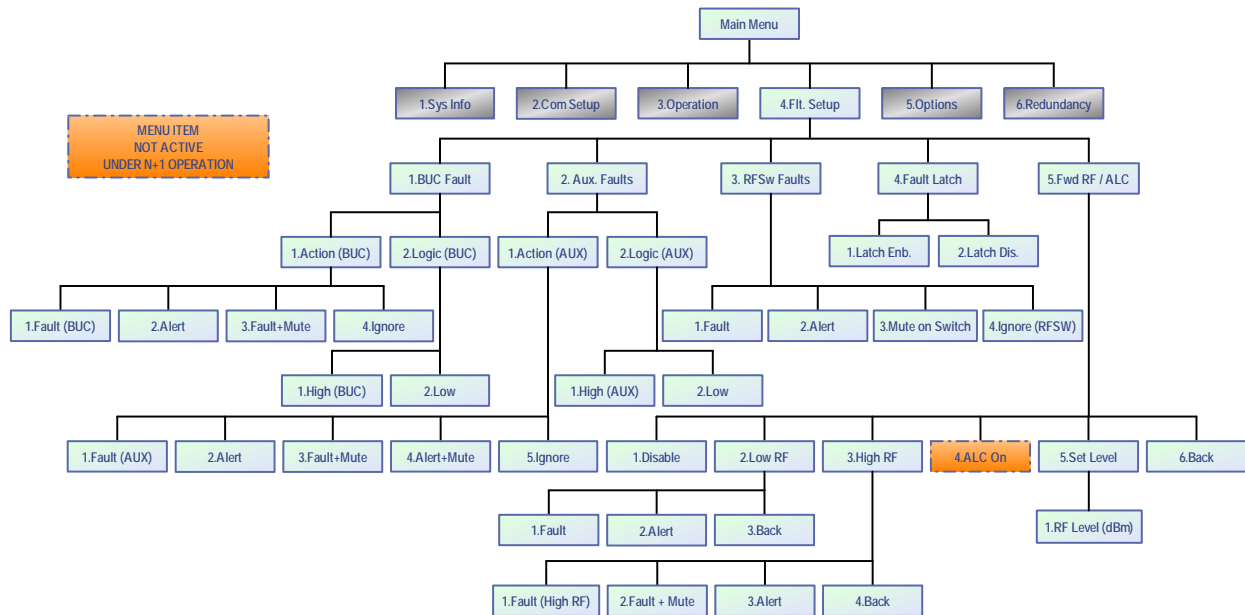 Main Menu
1.Sys Info
2.Com Setup
3.Operation
4.Flt. Setup
5.Options
6.Redundancy
MENU ITEM
NOT ACTIVE
UNDER N+1 OPERATION
1.BUC Fault
2. Aux. Faults
3. RFSw Faults
4.Fault Latch
5.Fwd RF / ALC
1.Action (BUC)
2.Logic (BUC)
1.Action (AUX)
2.Logic (AUX)
1.Latch Enb.
2.Latch Dis.
1.Fault (BUC)
2.Alert
3.Fault+Mute
4.Ignore
1.Fault
2.Alert
3.Mute on Switch
4.Ignore (RFSW)
1.High (BUC)
2.Low
1.High (AUX)
2.Low
1.Fault (AUX)
2.Alert
3.Fault+Mute
4.Alert+Mute
5.Ignore
1.Disable
2.Low RF
3.High RF
4.ALC On
5.Set Level
6.Back
1.Fault
2.Alert
3.Back
1.RF Level (dBm)
1.Fault (High RF)
2.Fault + Mute
3.Alert
4.Back